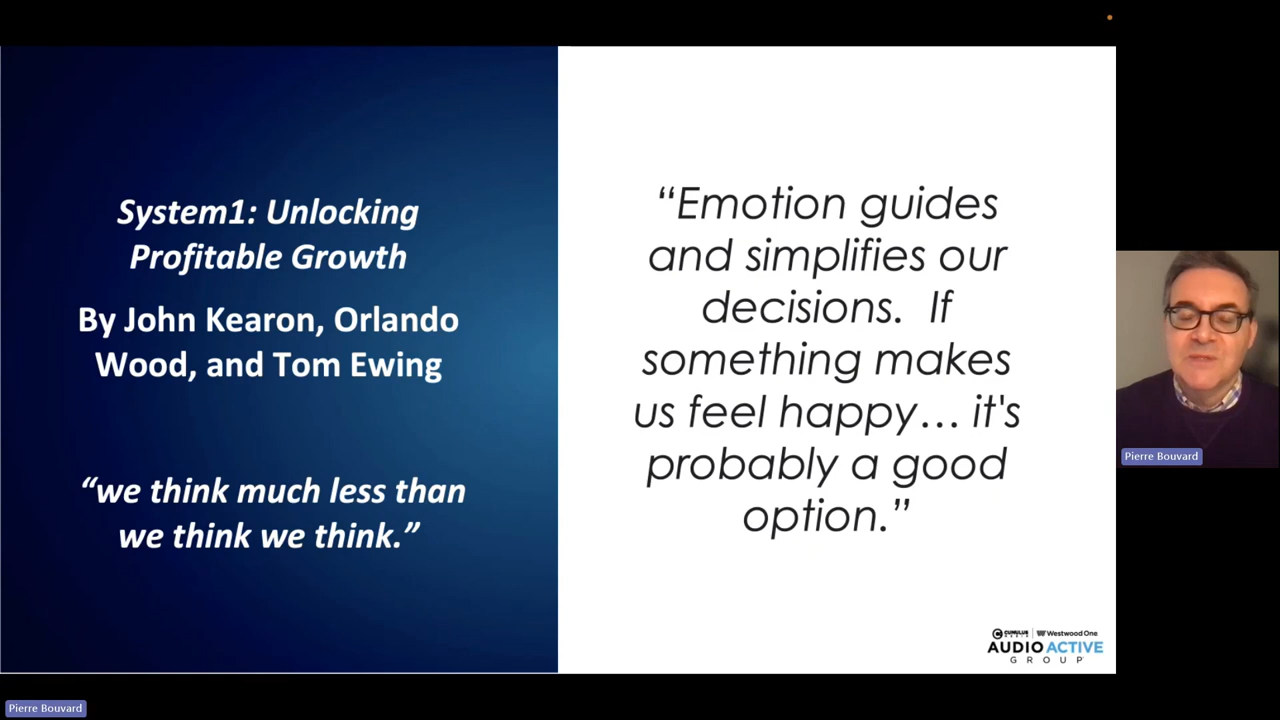 System1: Unlocking
Profitable Growth
By John Kearon, Orlando
Wood, and Tom Ewing
“we think much less than
we think we think.”
“Emotion guides
and simplifies our
decisions.  If
something makes
us feel happy… it's
probably a good
option.”
CUMULUS MEDIA | Westwood One
AUDIO ACTIVE
GROUP
Pierre Bouvard
Pierre Bouvard